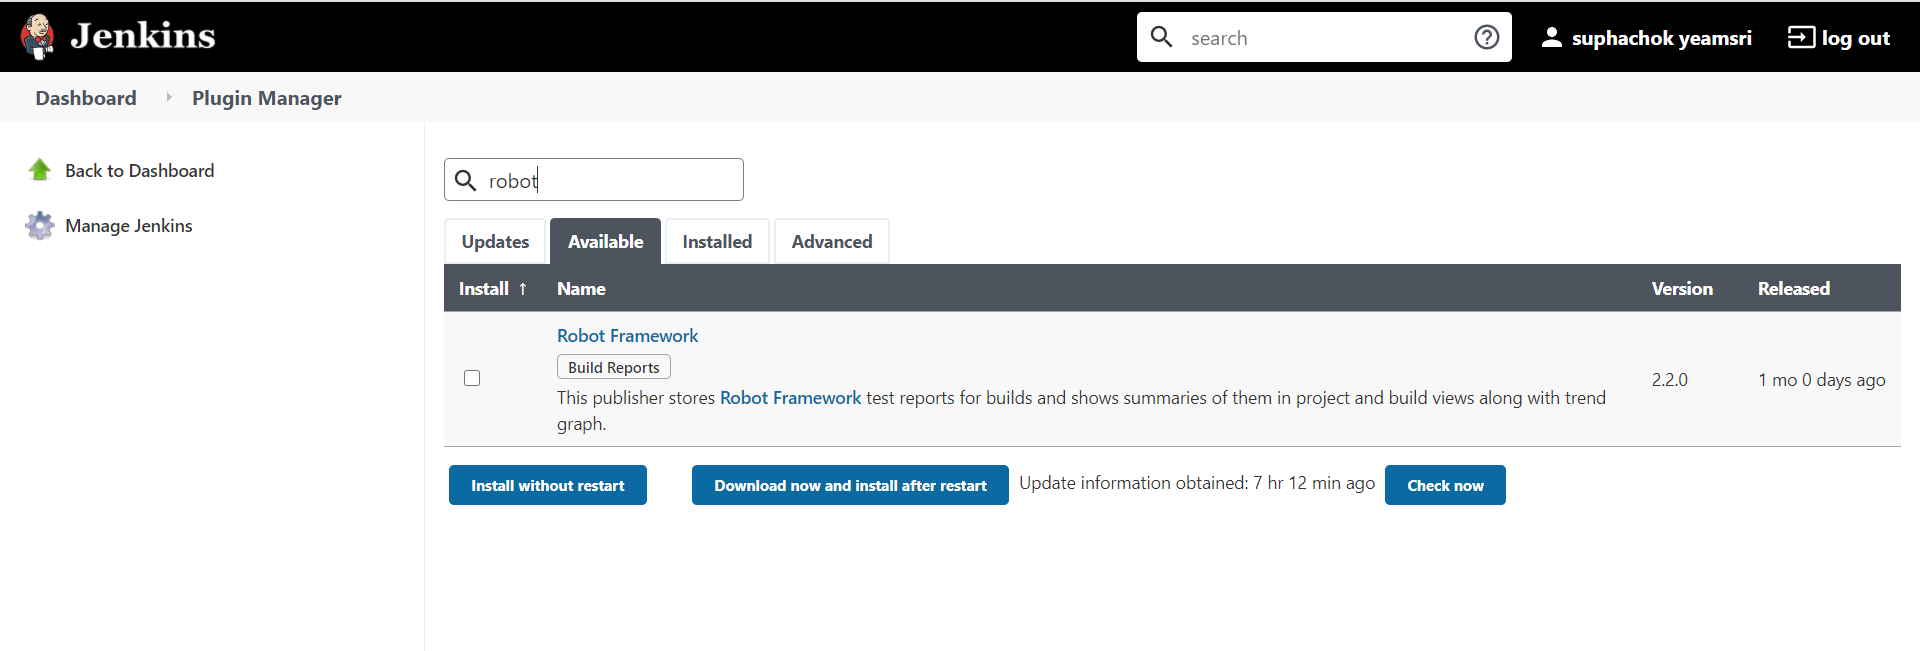 Jenkins
search
suphachok yeamsri
log out
Dashboard
Plugin Manager
Back to Dashboard
Manage Jenkins
robot
Updates
Available
Installed
Advanced
Install ↑
Name
Version
Released
Robot Framework
Build Reports
This publisher stores Robot Framework test reports for builds and shows summaries of them in project and build views along with trend
graph.
2.2.0
1 mo 0 days ago
Install without restart
Download now and install after restart
Update information obtained: 7 hr 12 min ago
Check now